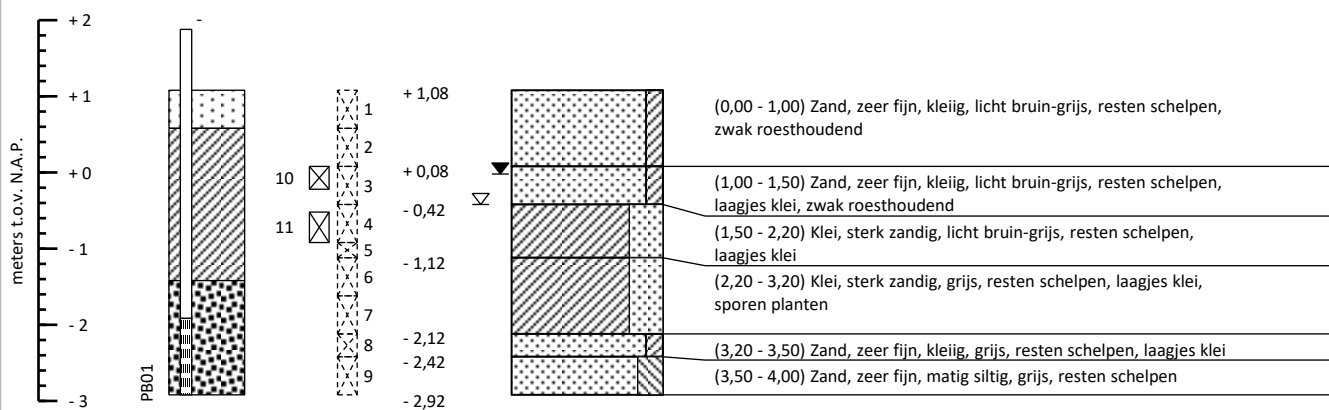 meters t.o.v. N.A.P.
+ 2
+ 1
+ 0
- 1
- 2
- 3
-
PB01
10
11
1
2
3
4
5
6
7
8
9
+ 1,08
+ 0,08
- 0,42
- 1,12
- 2,12
- 2,42
- 2,92
(0,00 - 1,00) Zand, zeer fijn, kleiig, licht bruin-grijs, resten schelpen,
zwak roesthoudend
(1,00 - 1,50) Zand, zeer fijn, kleiig, licht bruin-grijs, resten schelpen,
laagjes klei, zwak roesthoudend
(1,50 - 2,20) Klei, sterk zandig, licht bruin-grijs, resten schelpen,
laagjes klei
(2,20 - 3,20) Klei, sterk zandig, grijs, resten schelpen, laagjes klei,
sporen planten
(3,20 - 3,50) Zand, zeer fijn, kleiig, grijs, resten schelpen, laagjes klei
(3,50 - 4,00) Zand, zeer fijn, matig siltig, grijs, resten schelpen